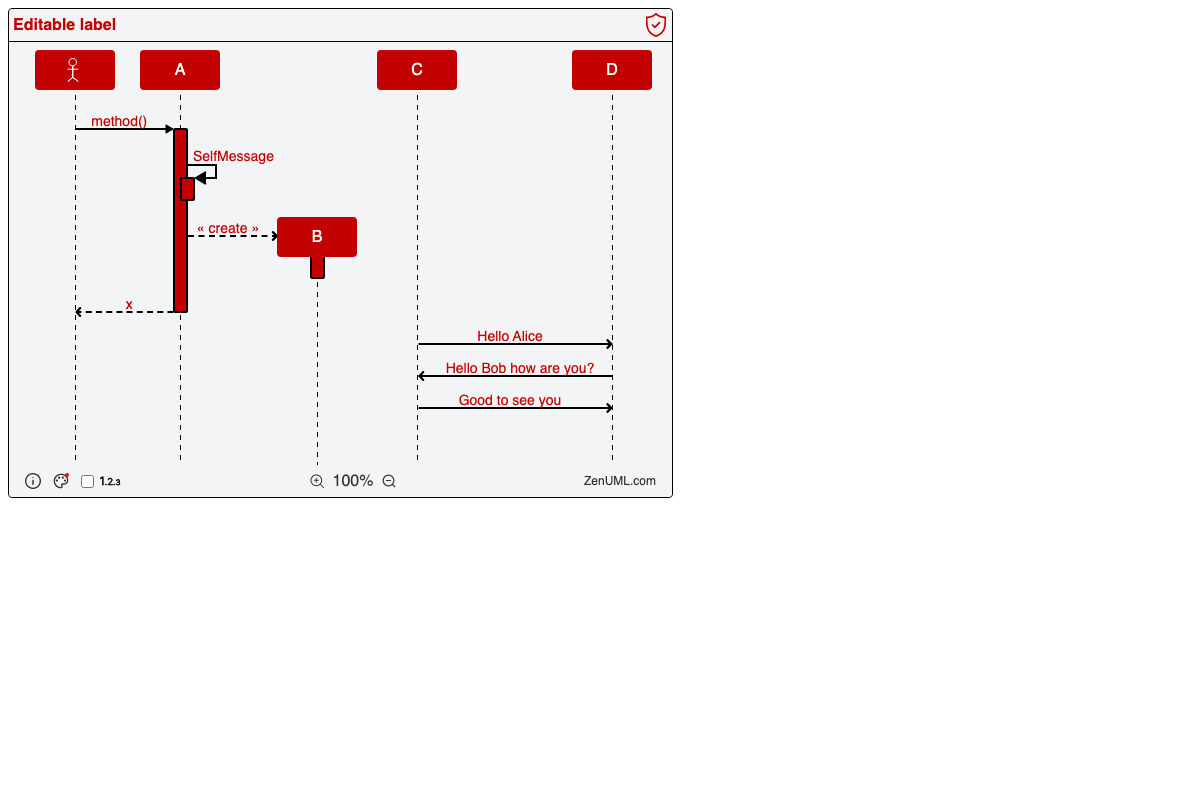 Editable label
A
C
D
method()
SelfMessage
« create »
B
x
Hello Alice
Hello Bob how are you?
Good to see you
1.2.3
100%
ZenUML.com